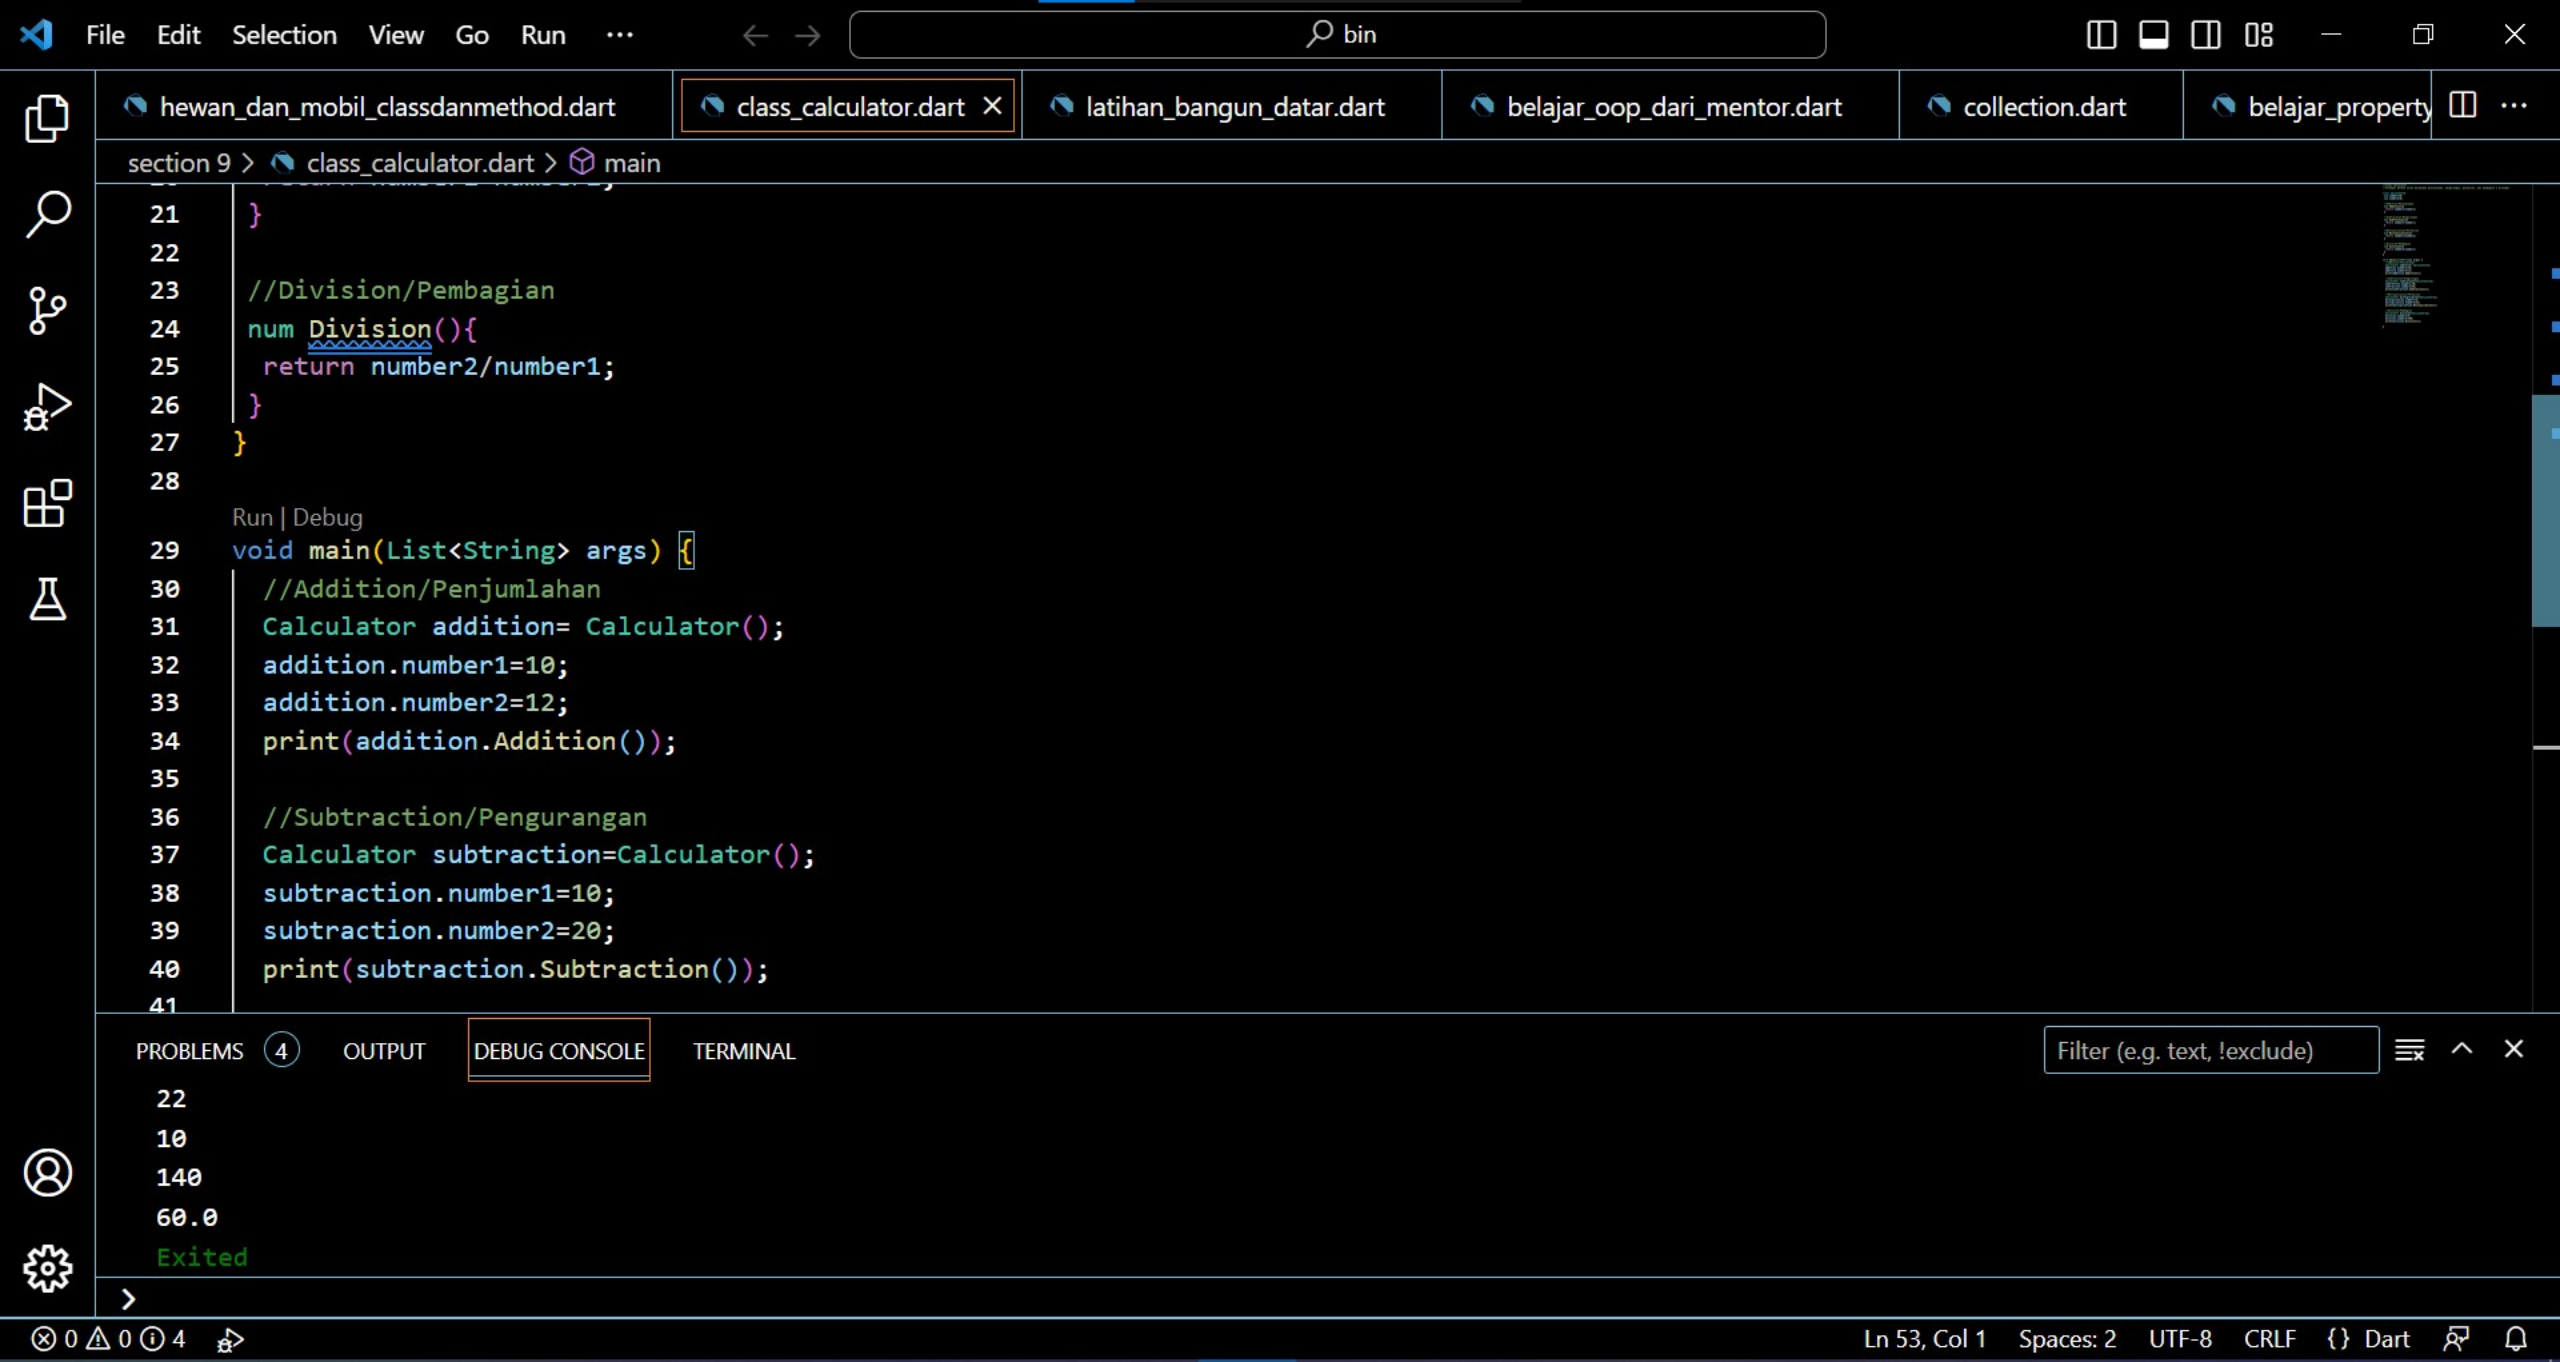 File Edit Selection View Go Run ··· bin
hewan_dan_mobil_classdanmethod.dart class_calculator.dart latihan_bangun_datar.dart belajar_oop_dari_mentor.dart collection.dart belajar_property
section 9 > class_calculator.dart > main
21 }
22
23 //Division/Pembagian
24 num Division(){
25 return number2/number1;
26 }
27 }
28
Run | Debug
29 void main(List<String> args) {
30 //Addition/Penjumlahan
31 Calculator addition= Calculator();
32 addition.number1=10;
33 addition.number2=12;
34 print(addition.Addition());
35
36 //Subtraction/Pengurangan
37 Calculator subtraction=Calculator();
38 subtraction.number1=10;
39 subtraction.number2=20;
40 print(subtraction.Subtraction());
41
PROBLEMS 4 OUTPUT DEBUG CONSOLE TERMINAL Filter (e.g. text, !exclude)
22
10
140
60.0
Exited
>
0 0 4 Ln 53, Col 1 Spaces: 2 UTF-8 CRLF {} Dart